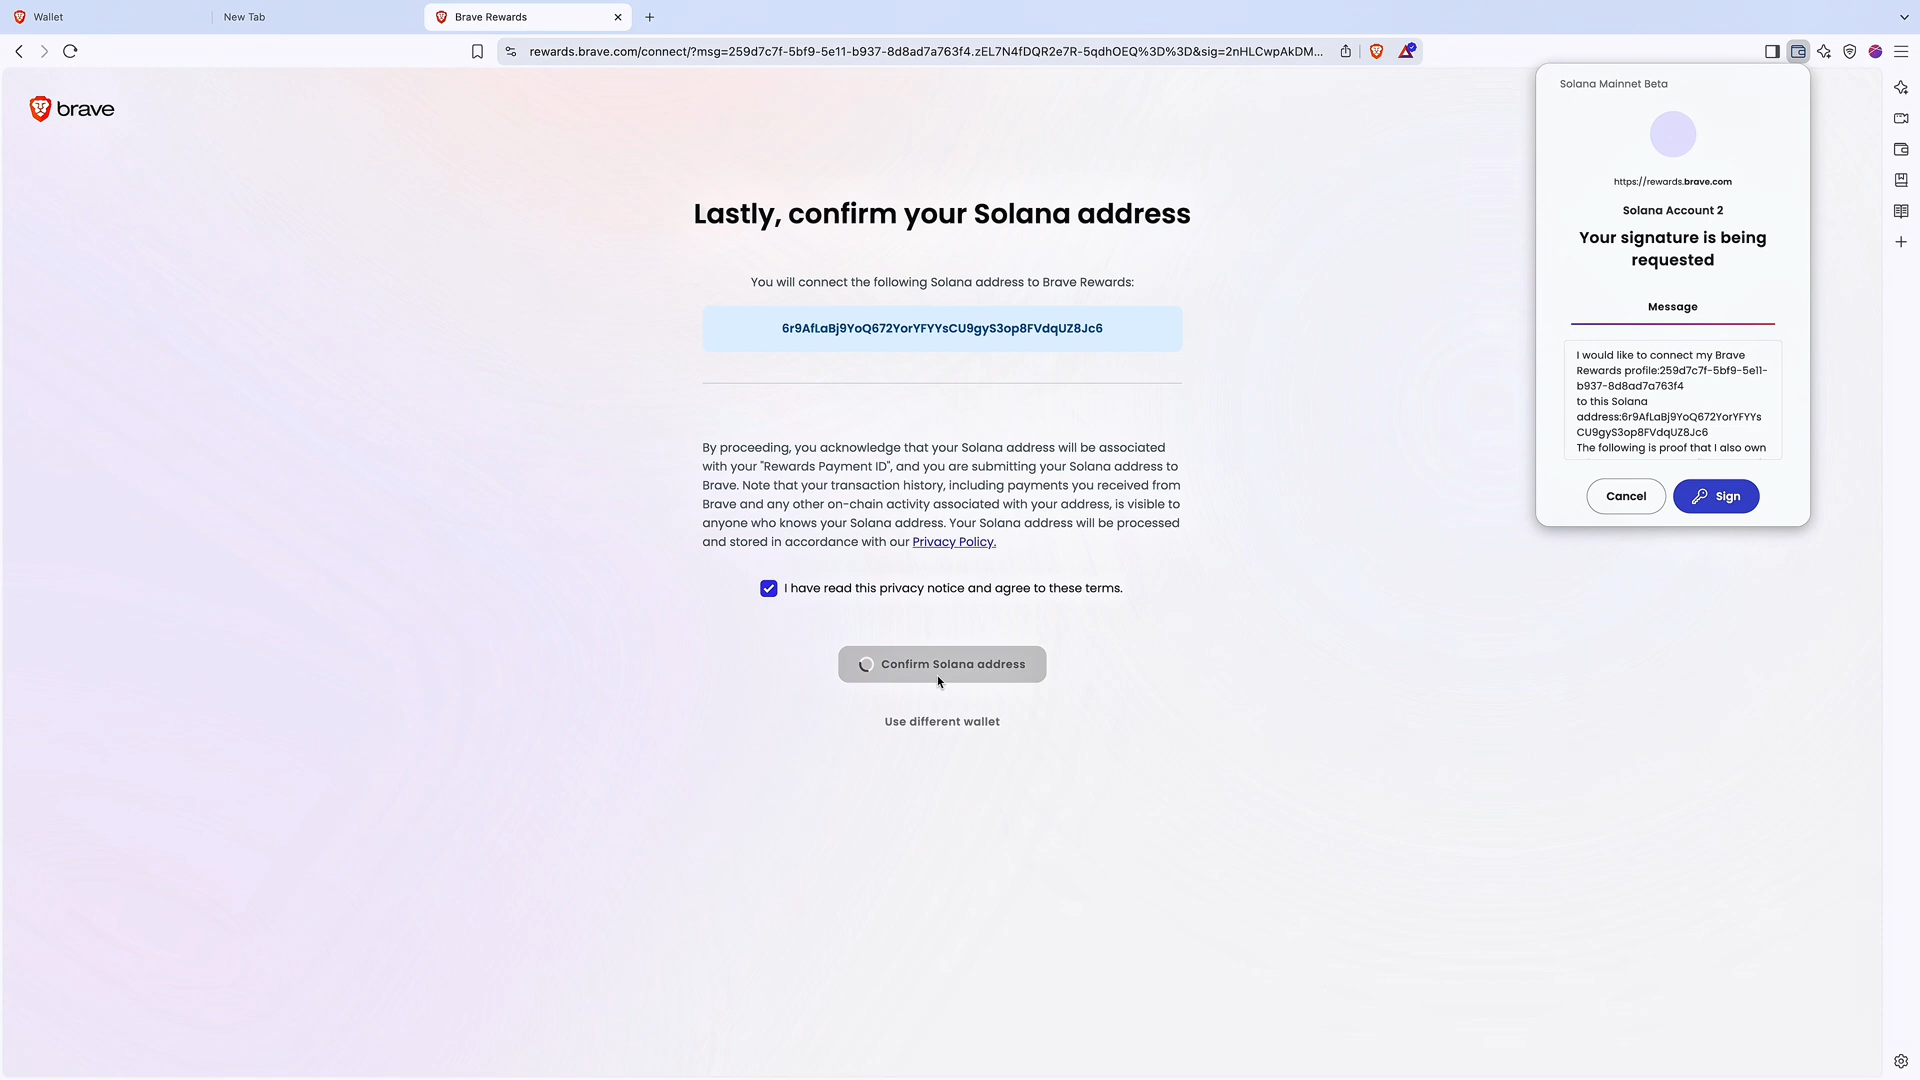 Wallet
New Tab
Brave Rewards
rewards.brave.com/connect/?msg=259d7c7f-5bf9-5e11-b937-8d8ad7a763f4.zEL7N4fDQR2e7R-5qdhOEQ%3D%3D&sig=2nHLCwpAkDM...
brave
Lastly, confirm your Solana address
You will connect the following Solana address to Brave Rewards:
6r9AfLaBj9YoQ672YorYFYYsCU9gyS3op8FVdqUZ8Jc6
By proceeding, you acknowledge that your Solana address will be associated
with your "Rewards Payment ID", and you are submitting your Solana address to
Brave. Note that your transaction history, including payments you received from
Brave and any other on-chain activity associated with your address, is visible to
anyone who knows your Solana address. Your Solana address will be processed
and stored in accordance with our Privacy Policy.
I have read this privacy notice and agree to these terms.
Confirm Solana address
Use different wallet
Solana Mainnet Beta
https://rewards.brave.com
Solana Account 2
Your signature is being
requested
Message
I would like to connect my Brave
Rewards profile:259d7c7f-5bf9-5e11-
b937-8d8ad7a763f4
to this Solana
address:6r9AfLaBj9YoQ672YorYFYYs
CU9gyS3op8FVdqUZ8Jc6
The following is proof that I also own
Cancel
Sign